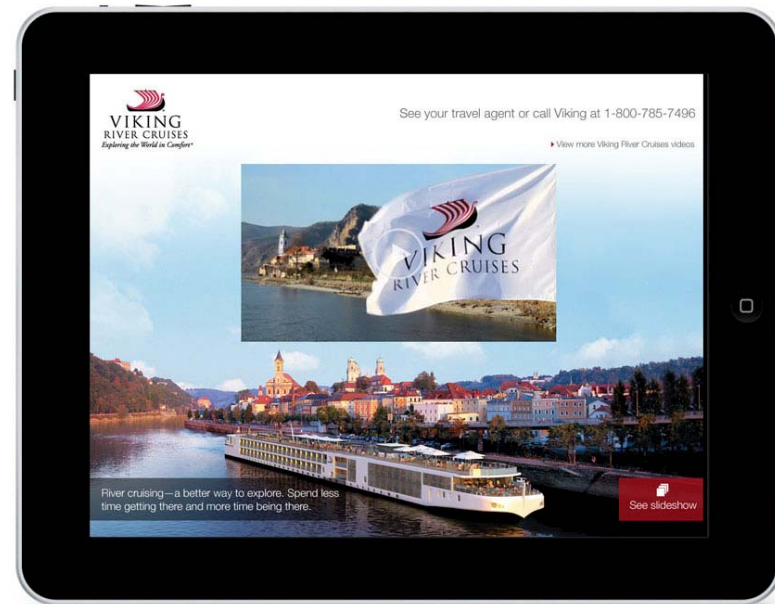 VIKING
RIVER CRUISES
Exploring the World in Comfort®
See your travel agent or call Viking at 1-800-785-7496
View more Viking River Cruises videos
VIKING
RIVER CRUISES
River cruising—a better way to explore. Spend less
time getting there and more time being there.
See slideshow